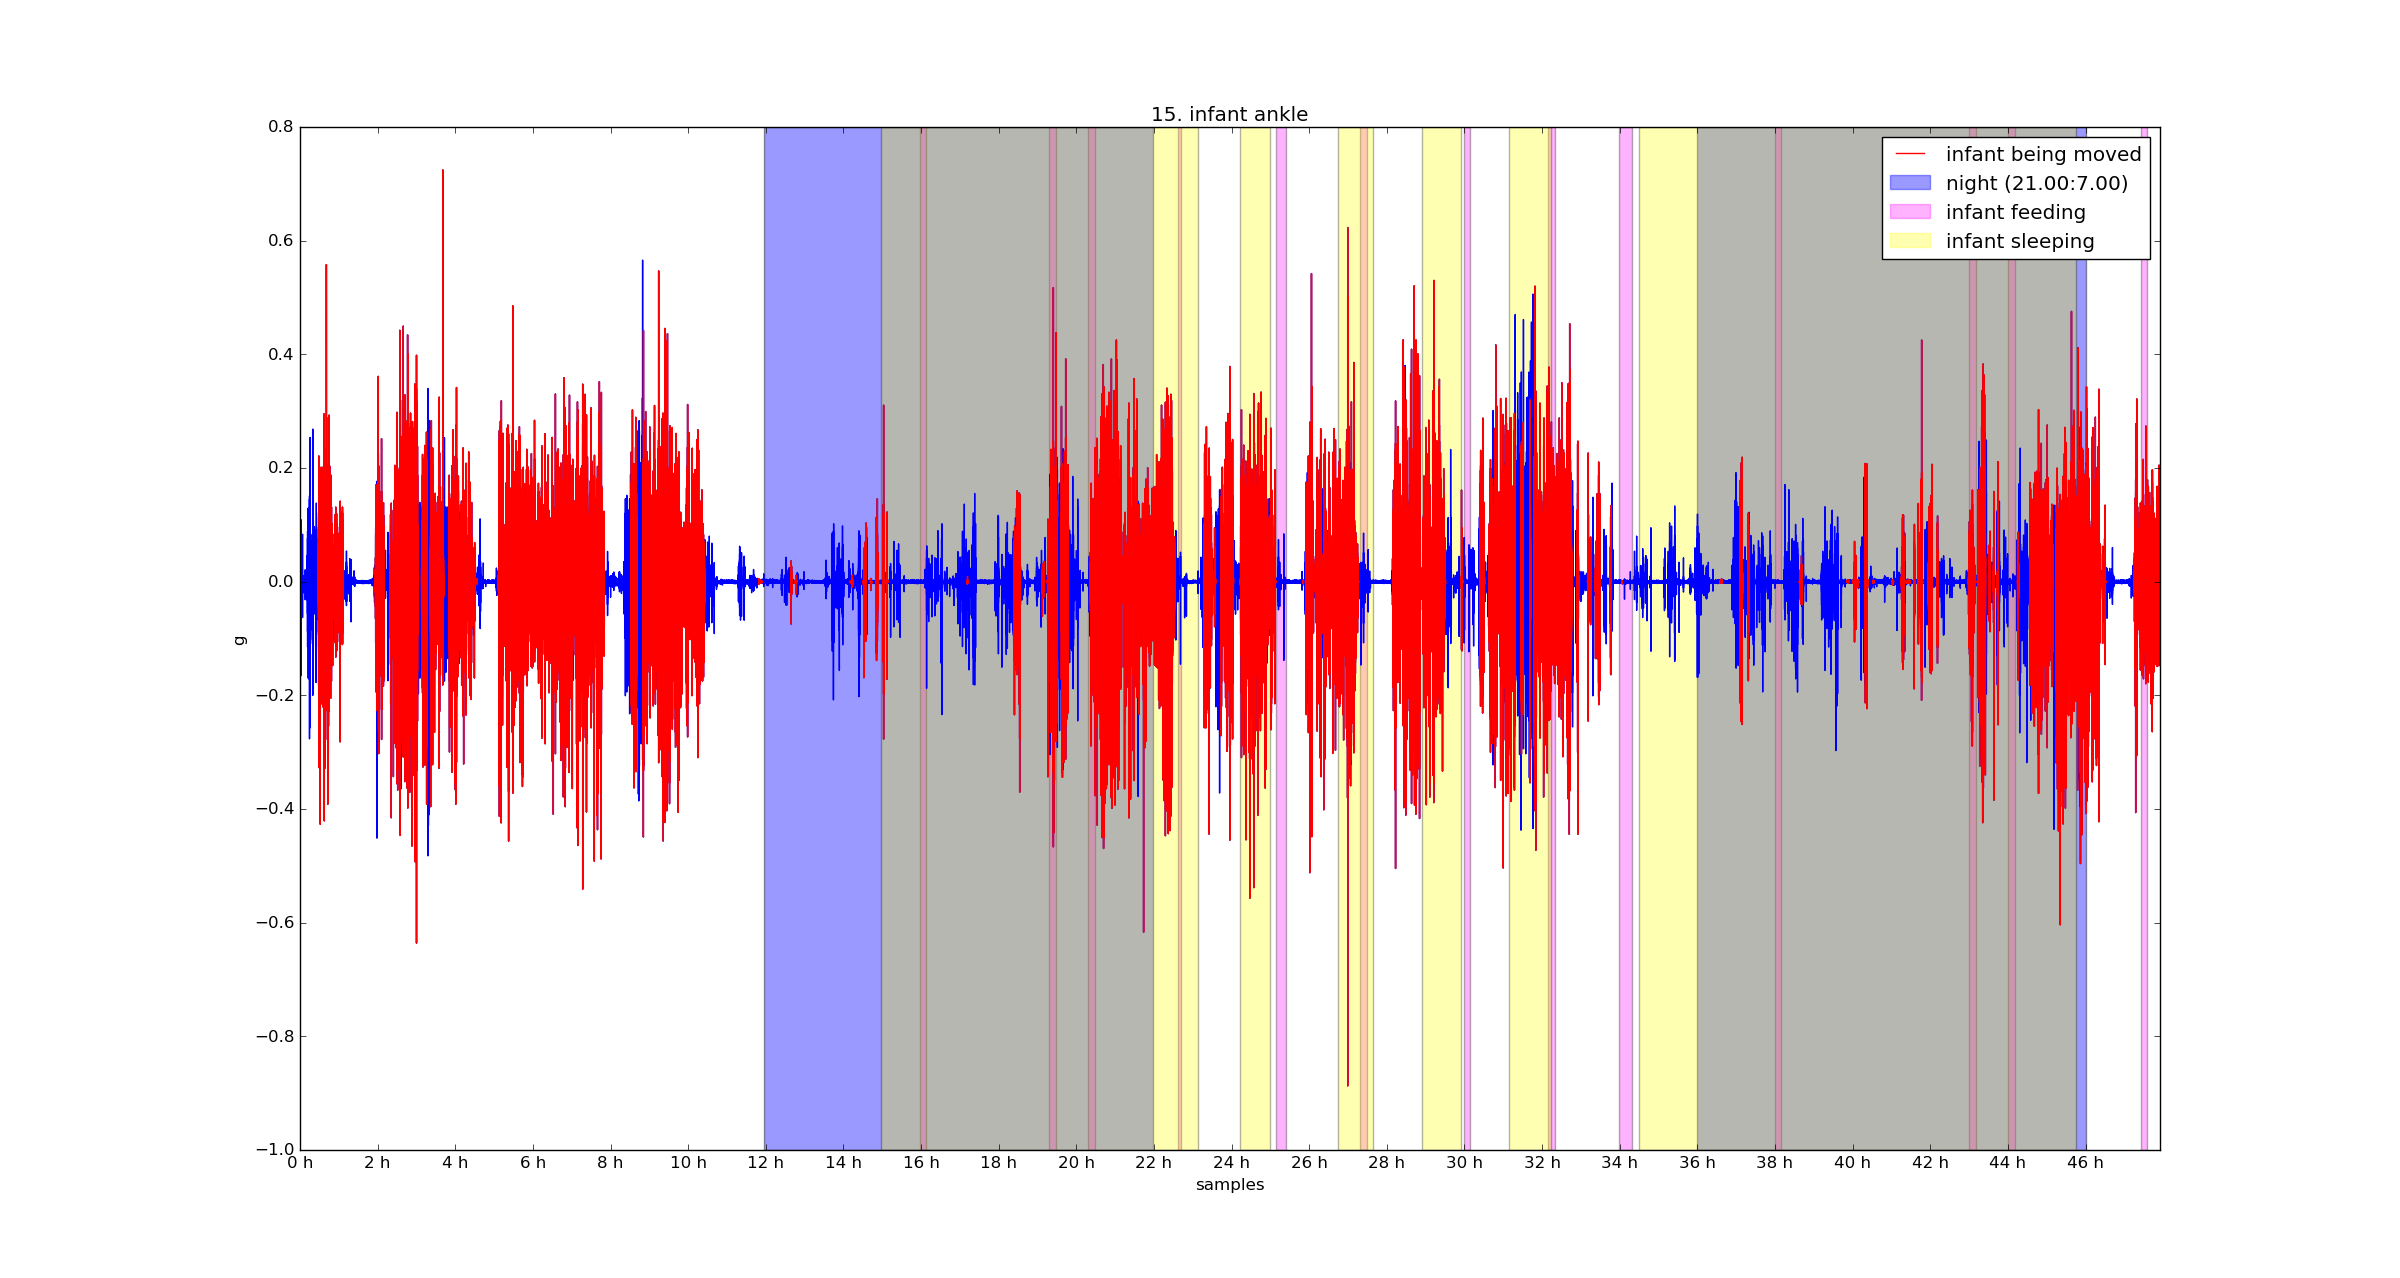 15. infant ankle
0.8
0.6
0.4
0.2
0.0
−0.2
−0.4
−0.6
−0.8
−1.0
g
infant being moved
night (21.00:7.00)
infant feeding
infant sleeping
0 h 2 h 4 h 6 h 8 h 10 h 12 h 14 h 16 h 18 h 20 h 22 h 24 h 26 h 28 h 30 h 32 h 34 h 36 h 38 h 40 h 42 h 44 h 46 h
samples